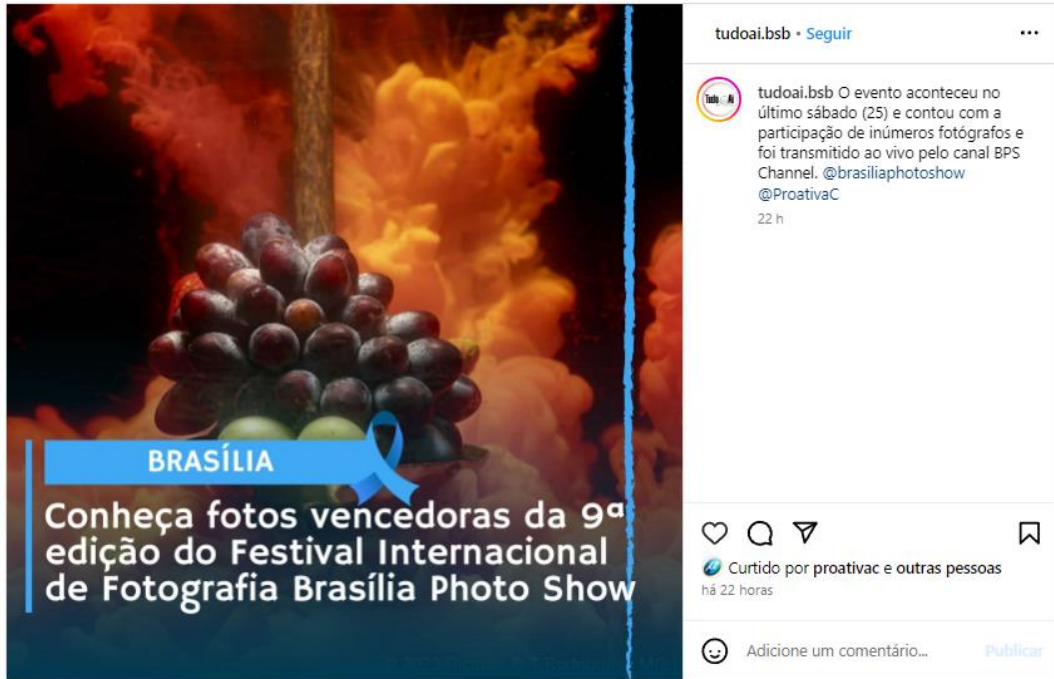 BRASÍLIA
Conheça fotos vencedoras da 9ª
edição do Festival Internacional
de Fotografia Brasília Photo Show
tudoai.bsb • Seguir
tudoai.bsb O evento aconteceu no
último sábado (25) e contou com a
participação de inúmeros fotógrafos e
foi transmitido ao vivo pelo canal BPS
Channel. @brasiliaphotoshow
@ProativaC
22 h
Curtido por proativac e outras pessoas
há 22 horas
Adicione um comentário...
Publicar